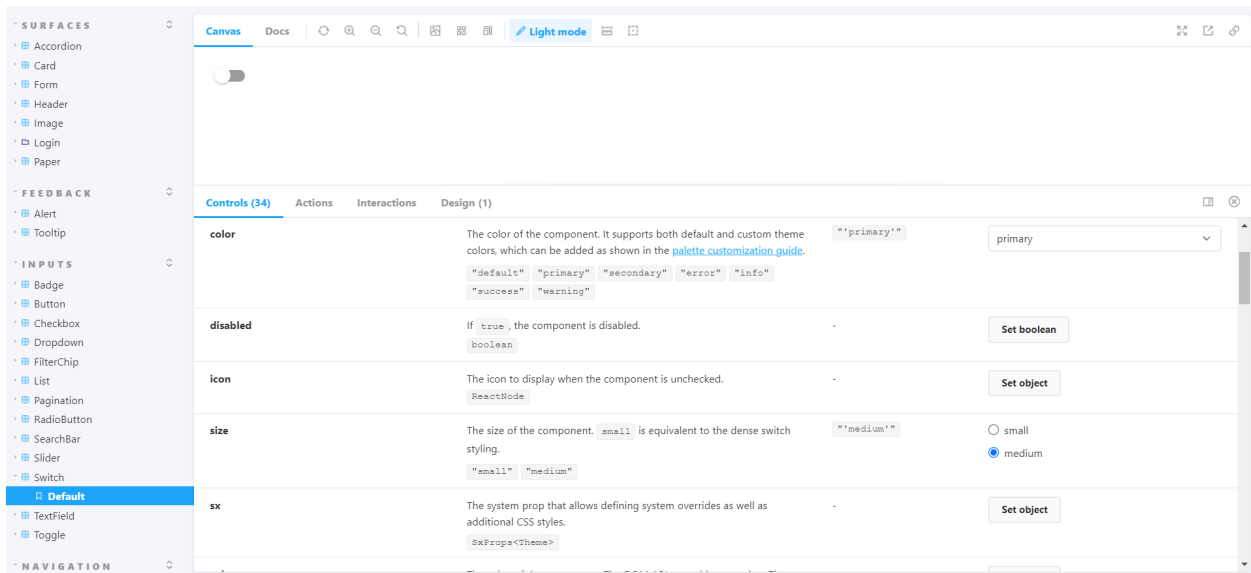 SURFACES
Accordion
Card
Form
Header
Image
Login
Paper
FEEDBACK
Alert
Tooltip
INPUTS
Badge
Button
Checkbox
Dropdown
FilterChip
List
Pagination
RadioButton
SearchBar
Slider
Switch
Default
TextField
Toggle
NAVIGATION
Canvas Docs Light mode
Controls (34) Actions Interactions Design (1)
color The color of the component. It supports both default and custom theme "'primary'" primary
colors, which can be added as shown in the palette customization guide.
"default" "primary" "secondary" "error" "info"
"success" "warning"
disabled If true , the component is disabled. - Set boolean
boolean
icon The icon to display when the component is unchecked. - Set object
ReactNode
size The size of the component. small is equivalent to the dense switch "'medium'" small
styling. medium
"small" "medium"
sx The system prop that allows defining system overrides as well as - Set object
additional CSS styles.
SxProps<Theme>